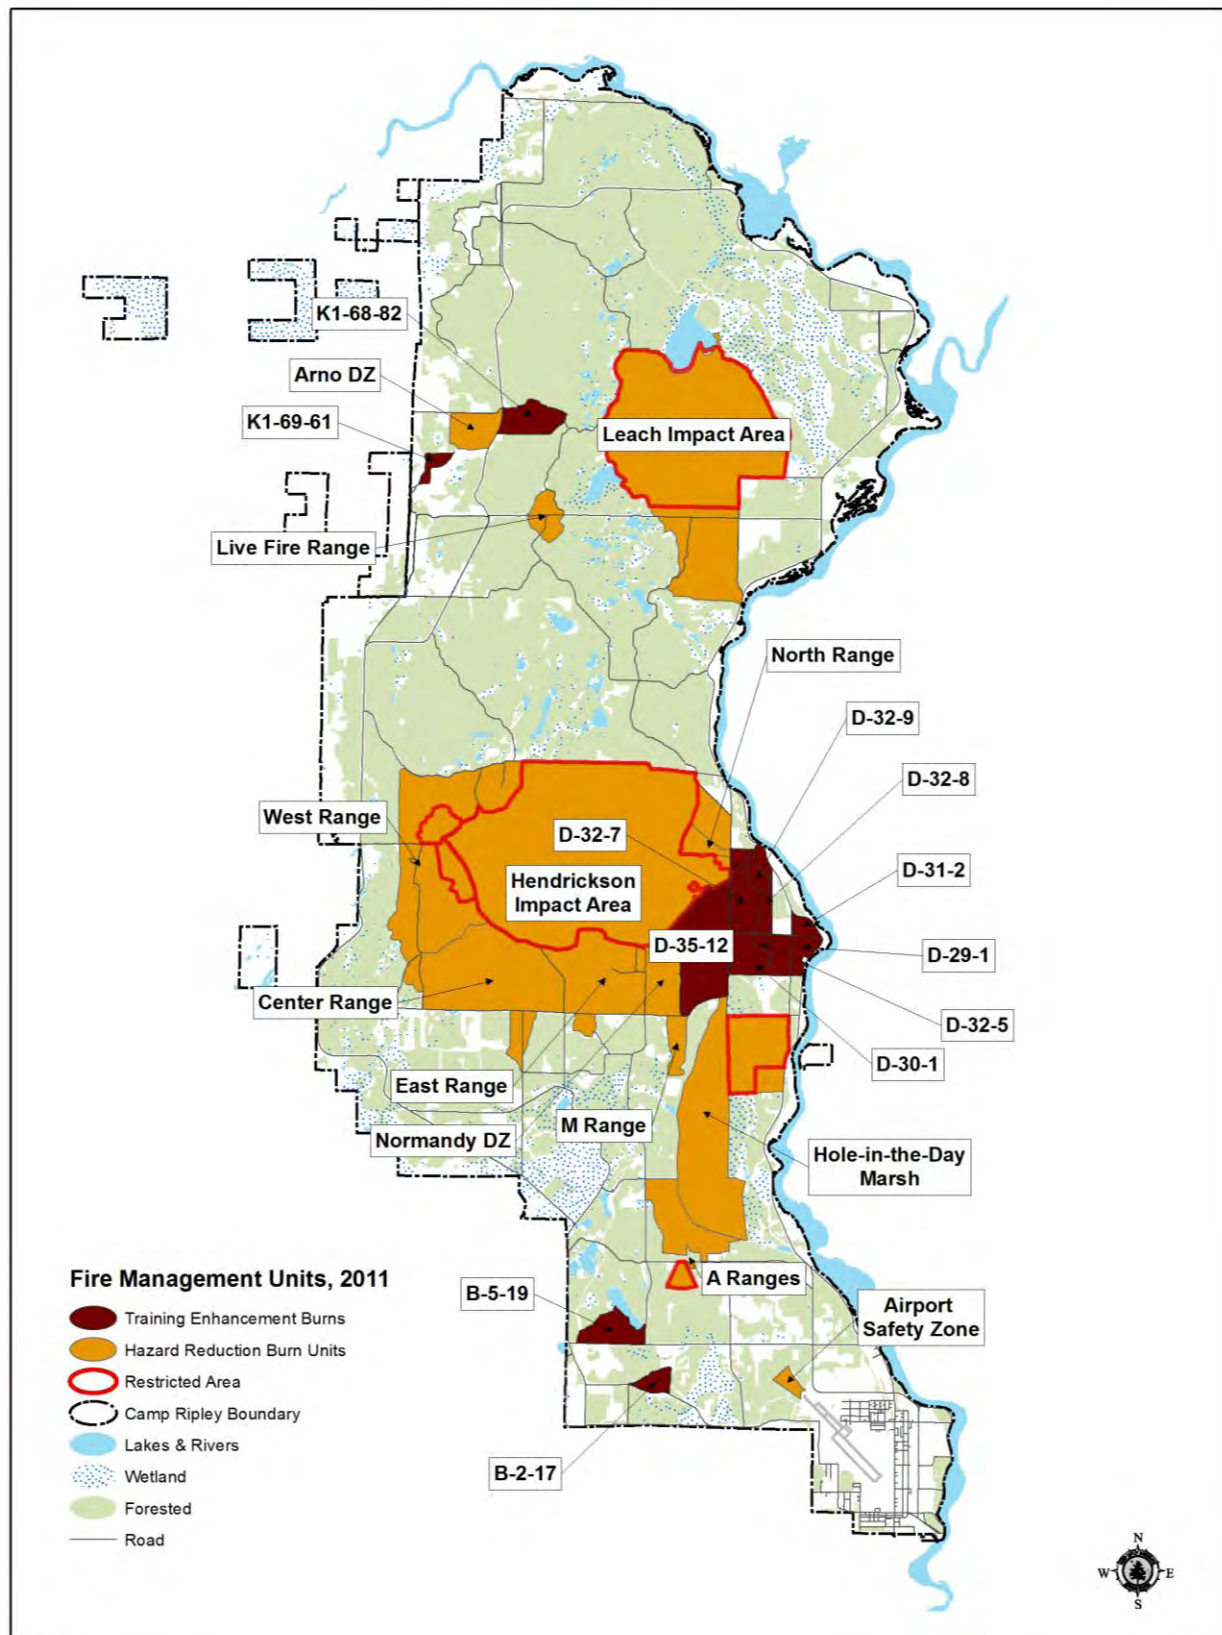 K1-68-82
Arno DZ
K1-69-61
Leach Impact Area
Live Fire Range
North Range
D-32-9
D-32-8
West Range
D-32-7
D-31-2
Hendrickson
Impact Area
D-35-12
D-29-1
Center Range
D-32-5
D-30-1
East Range
M Range
Normandy DZ
Hole-in-the-Day
Marsh
A Ranges
B-5-19
Airport
Safety Zone
B-2-17
Fire Management Units, 2011
Training Enhancement Burns
Hazard Reduction Burn Units
Restricted Area
Camp Ripley Boundary
Lakes & Rivers
Wetland
Forested
Road
N
W E
S